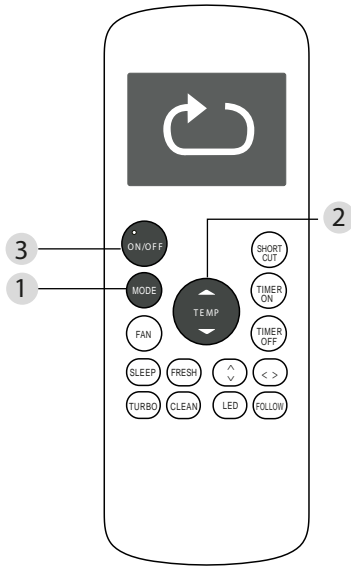 2
3
ON/OFF
SHORT
CUT
1
MODE
TEMP
TIMER
ON
FAN
TIMER
OFF
SLEEP
FRESH
< >
TURBO
CLEAN
LED
FOLLOW